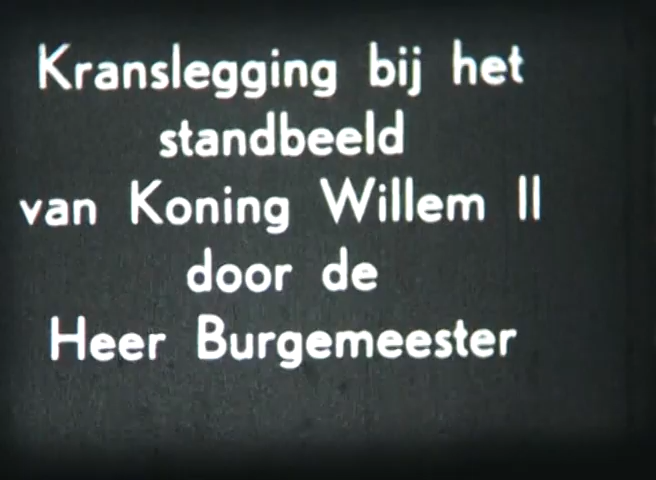 Kranslegging bij het
standbeeld
van Koning Willem II
door de
Heer Burgemeester